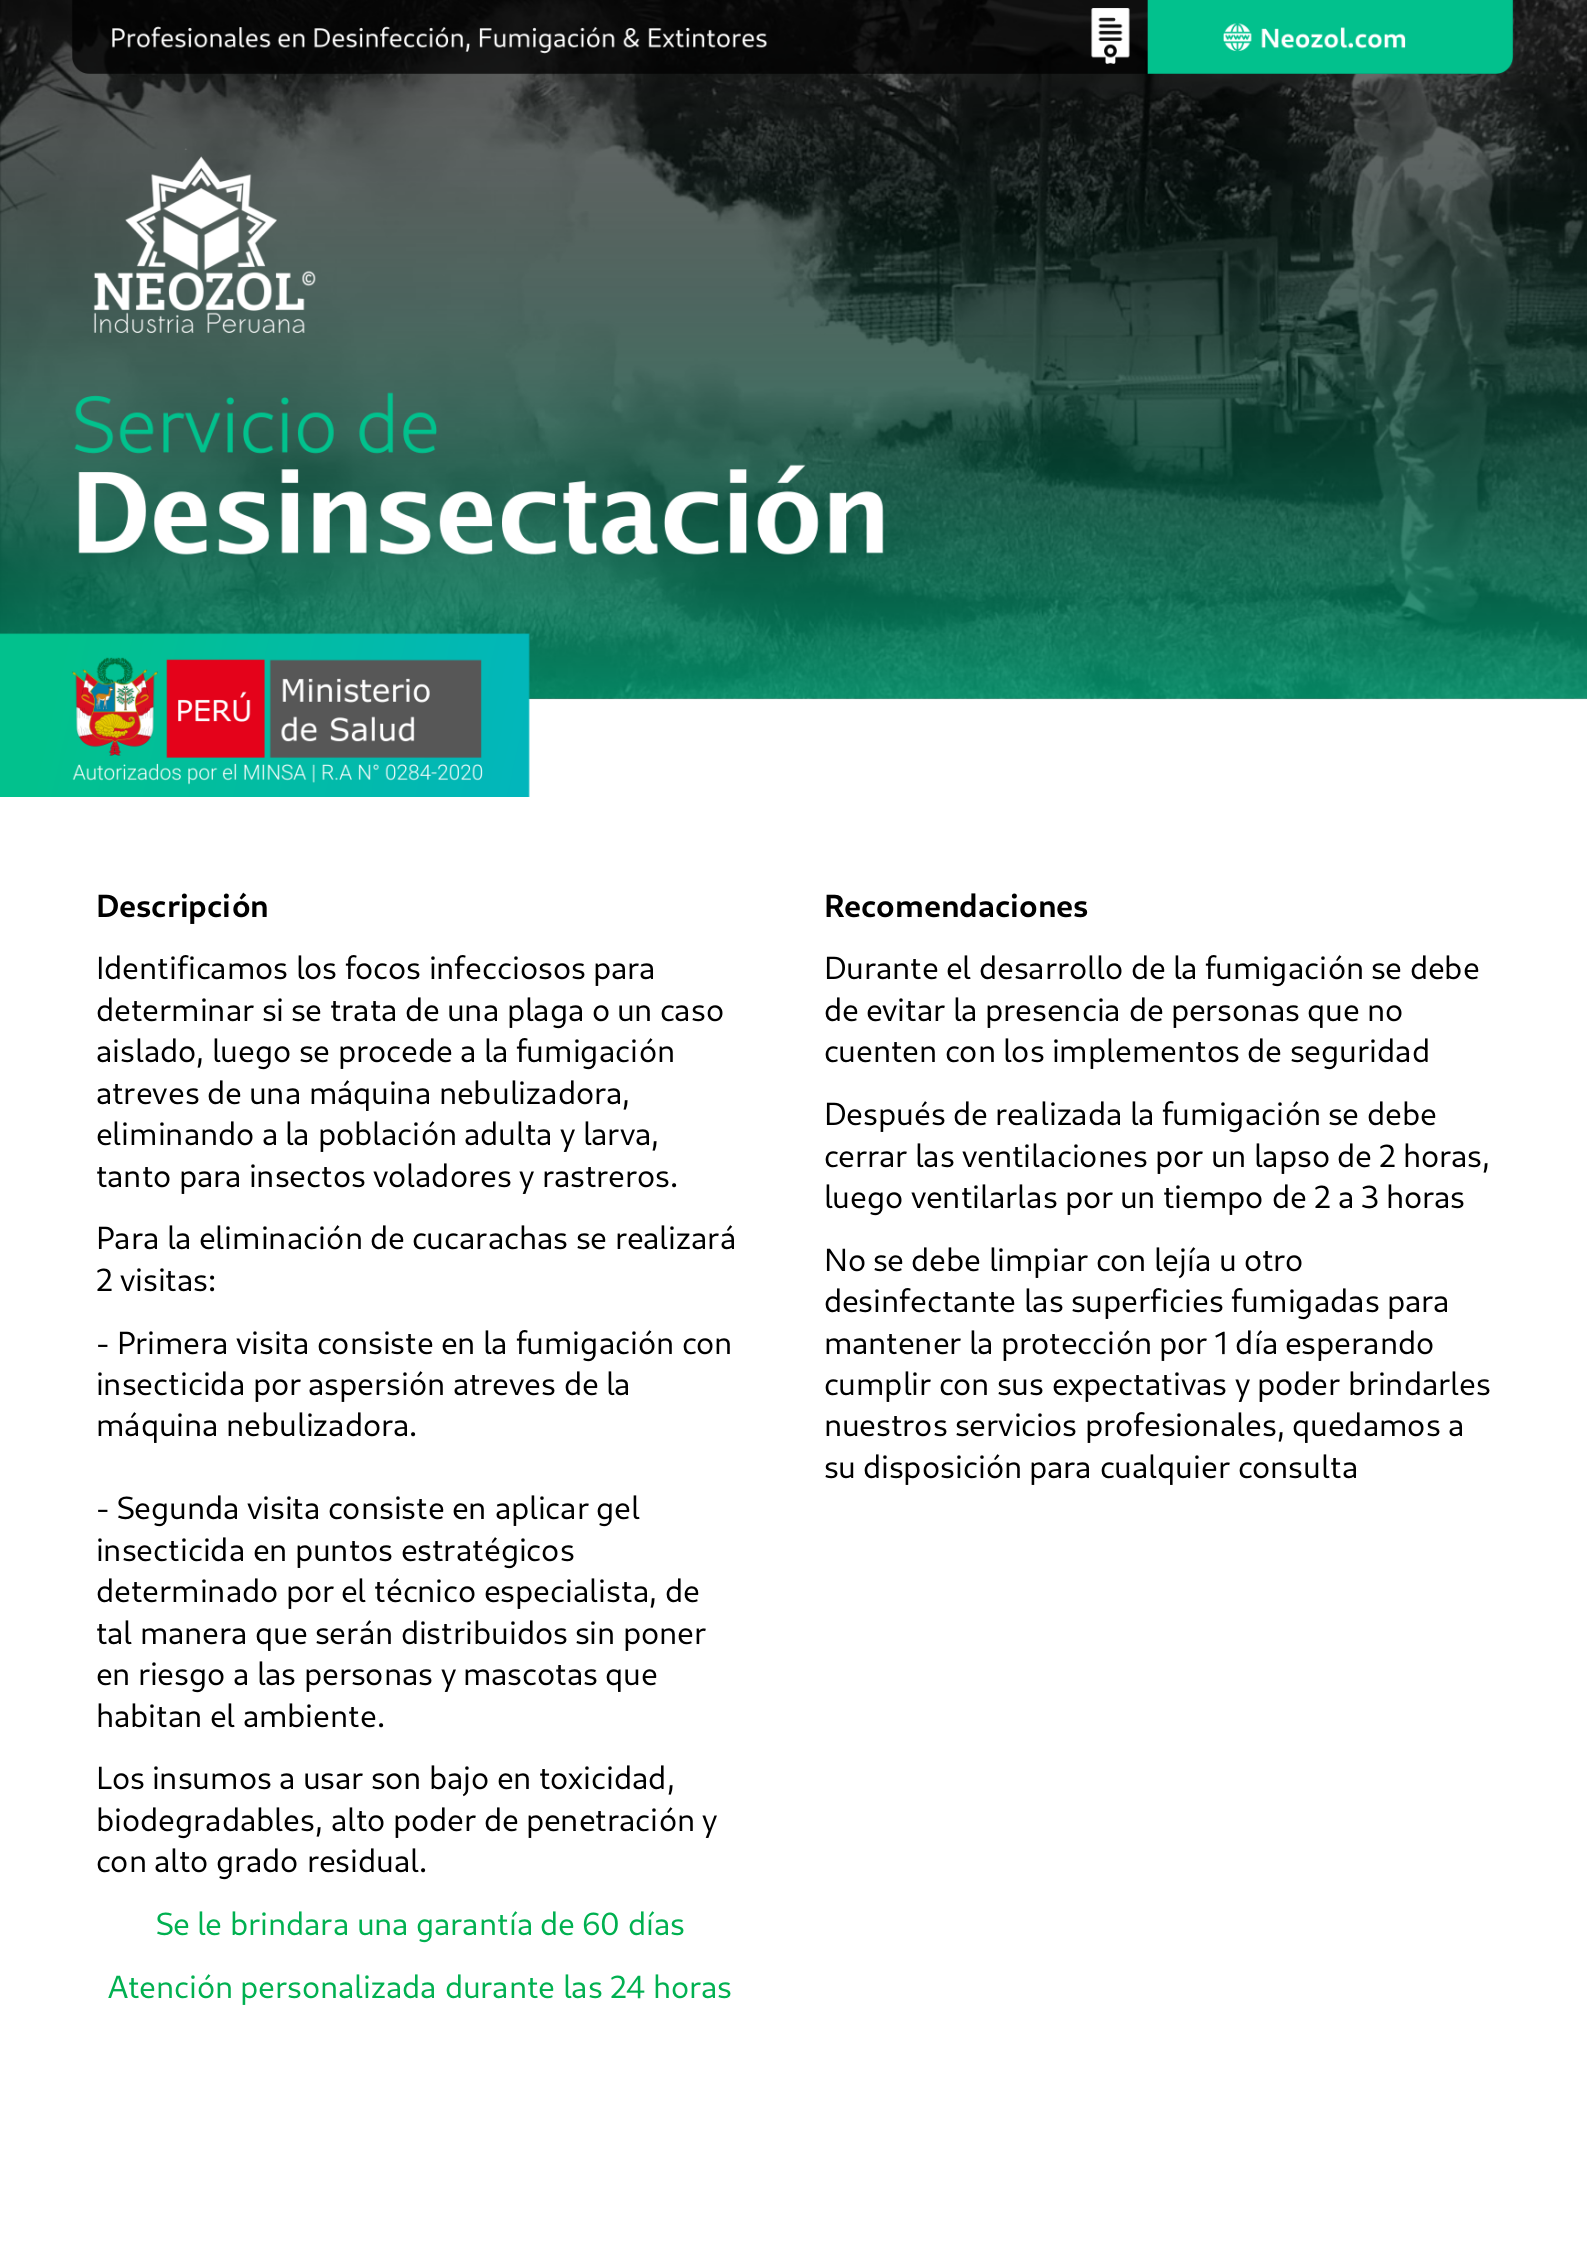 Profesionales en Desinfección, Fumigación & Extintores
www Neozol.com
NEOZOL©
Industria Peruana
Servicio de
Desinsectación
PERÚ
Ministerio
de Salud
Autorizados por el MINSA | R.A N° 0284-2020
Descripción
Identificamos los focos infecciosos para
determinar si se trata de una plaga o un caso
aislado, luego se procede a la fumigación
atreves de una máquina nebulizadora,
eliminando a la población adulta y larva,
tanto para insectos voladores y rastreros.
Para la eliminación de cucarachas se realizará
2 visitas:
- Primera visita consiste en la fumigación con
insecticida por aspersión atreves de la
máquina nebulizadora.
- Segunda visita consiste en aplicar gel
insecticida en puntos estratégicos
determinado por el técnico especialista, de
tal manera que serán distribuidos sin poner
en riesgo a las personas y mascotas que
habitan el ambiente.
Los insumos a usar son bajo en toxicidad,
biodegradables, alto poder de penetración y
con alto grado residual.
Se le brindara una garantía de 60 días
Atención personalizada durante las 24 horas
Recomendaciones
Durante el desarrollo de la fumigación se debe
de evitar la presencia de personas que no
cuenten con los implementos de seguridad
Después de realizada la fumigación se debe
cerrar las ventilaciones por un lapso de 2 horas,
luego ventilarlas por un tiempo de 2 a 3 horas
No se debe limpiar con lejía u otro
desinfectante las superficies fumigadas para
mantener la protección por 1 día esperando
cumplir con sus expectativas y poder brindarles
nuestros servicios profesionales, quedamos a
su disposición para cualquier consulta